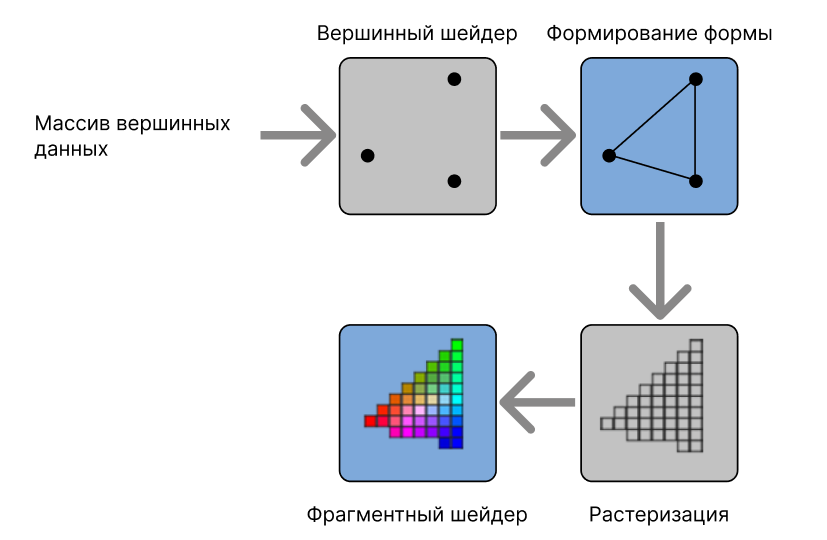 Вершинный шейдер
Формирование формы
Массив вершинных
данных
Фрагментный шейдер
Растеризация